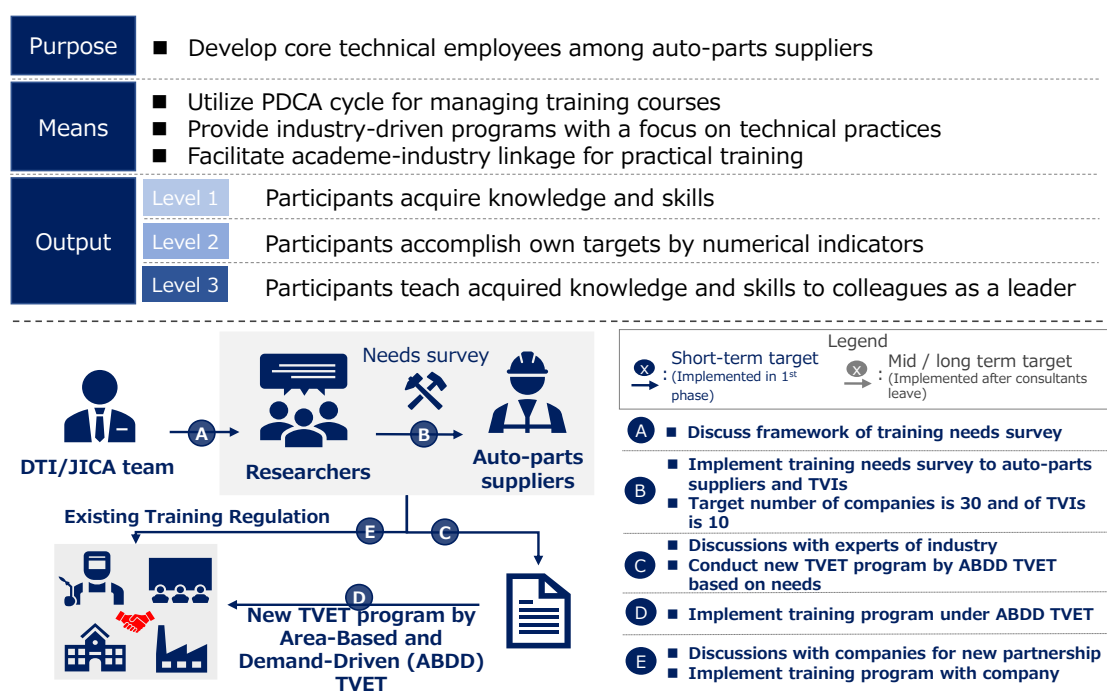 Purpose
■ Develop core technical employees among auto-parts suppliers
Means
■ Utilize PDCA cycle for managing training courses
■ Provide industry-driven programs with a focus on technical practices
■ Facilitate academe-industry linkage for practical training
Output
Level 1
Participants acquire knowledge and skills
Level 2
Participants accomplish own targets by numerical indicators
Level 3
Participants teach acquired knowledge and skills to colleagues as a leader
Needs survey
A
B
DTI/JICA team
Researchers
Auto-parts
suppliers
Existing Training Regulation
E
C
D
New TVET program by
Area-Based and
Demand-Driven (ABDD)
TVET
Legend
x : Short-term target
(Implemented in 1st
phase)
x : Mid / long term target
(Implemented after consultants
leave)
A
■ Discuss framework of training needs survey
B
■ Implement training needs survey to auto-parts
suppliers and TVIs
■ Target number of companies is 30 and of TVIs
is 10
C
■ Discussions with experts of industry
■ Conduct new TVET program by ABDD TVET
based on needs
D
■ Implement training program under ABDD TVET
E
■ Discussions with companies for new partnership
■ Implement training program with company